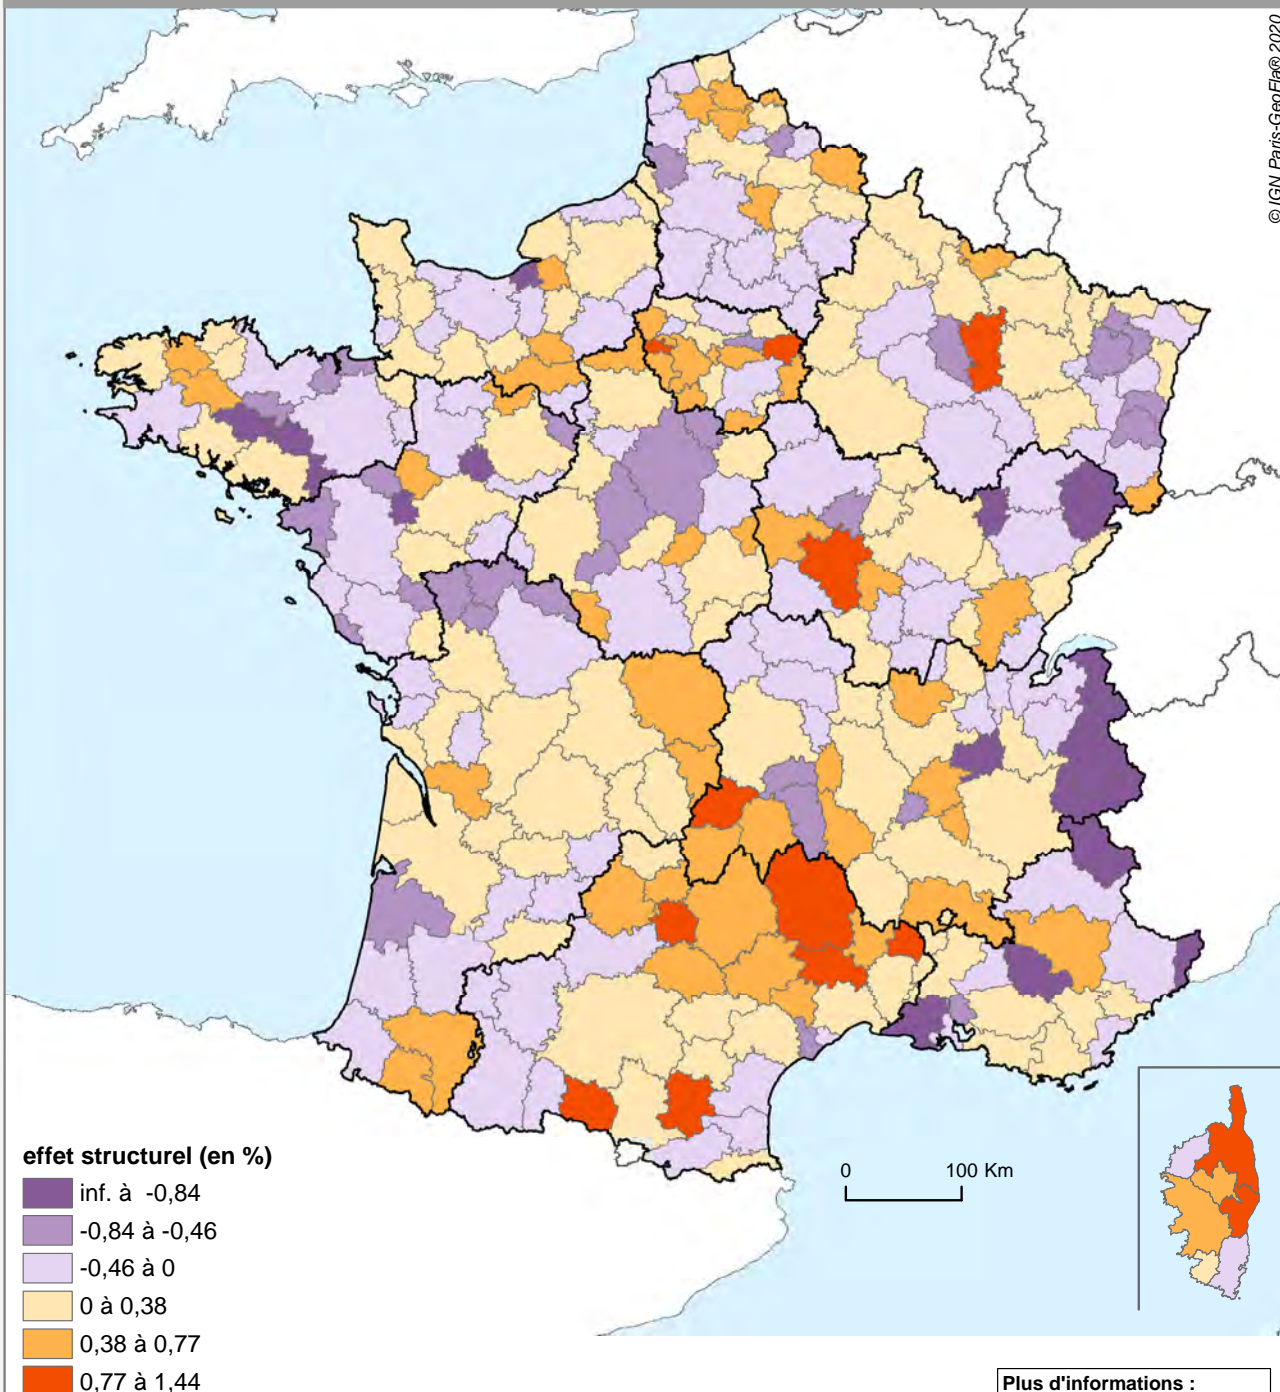 © IGN Paris-GeoFla® 2020
0 100 Km
effet structurel (en %)
inf. à -0,84
-0,84 à -0,46
-0,46 à 0
0 à 0,38
0,38 à 0,77
0,77 à 1,44
Plus d'informations :